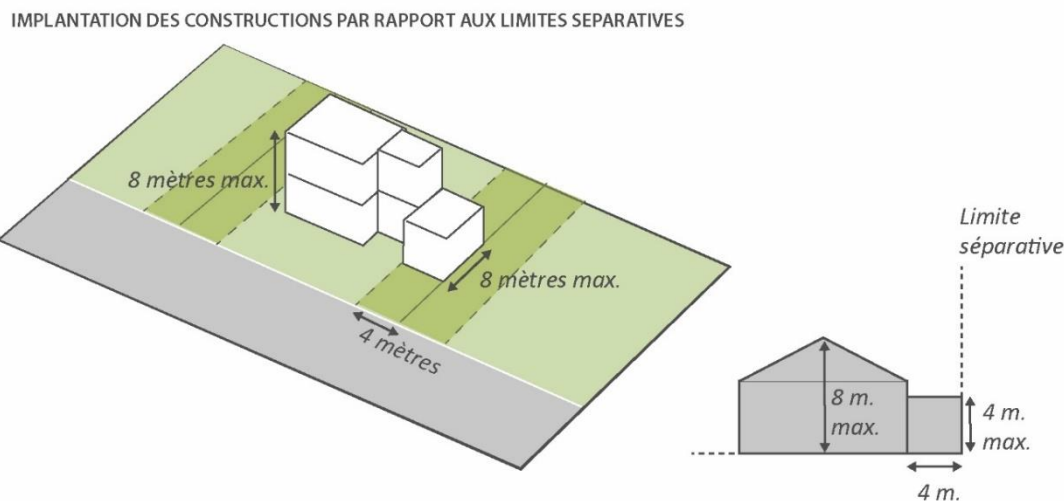 IMPLANTATION DES CONSTRUCTIONS PAR RAPPORT AUX LIMITES SEPARATIVES
8 mètres max.
8 mètres max.
4 mètres
Limite
séparative
8 m.
max.
4 m.
max.
4 m.